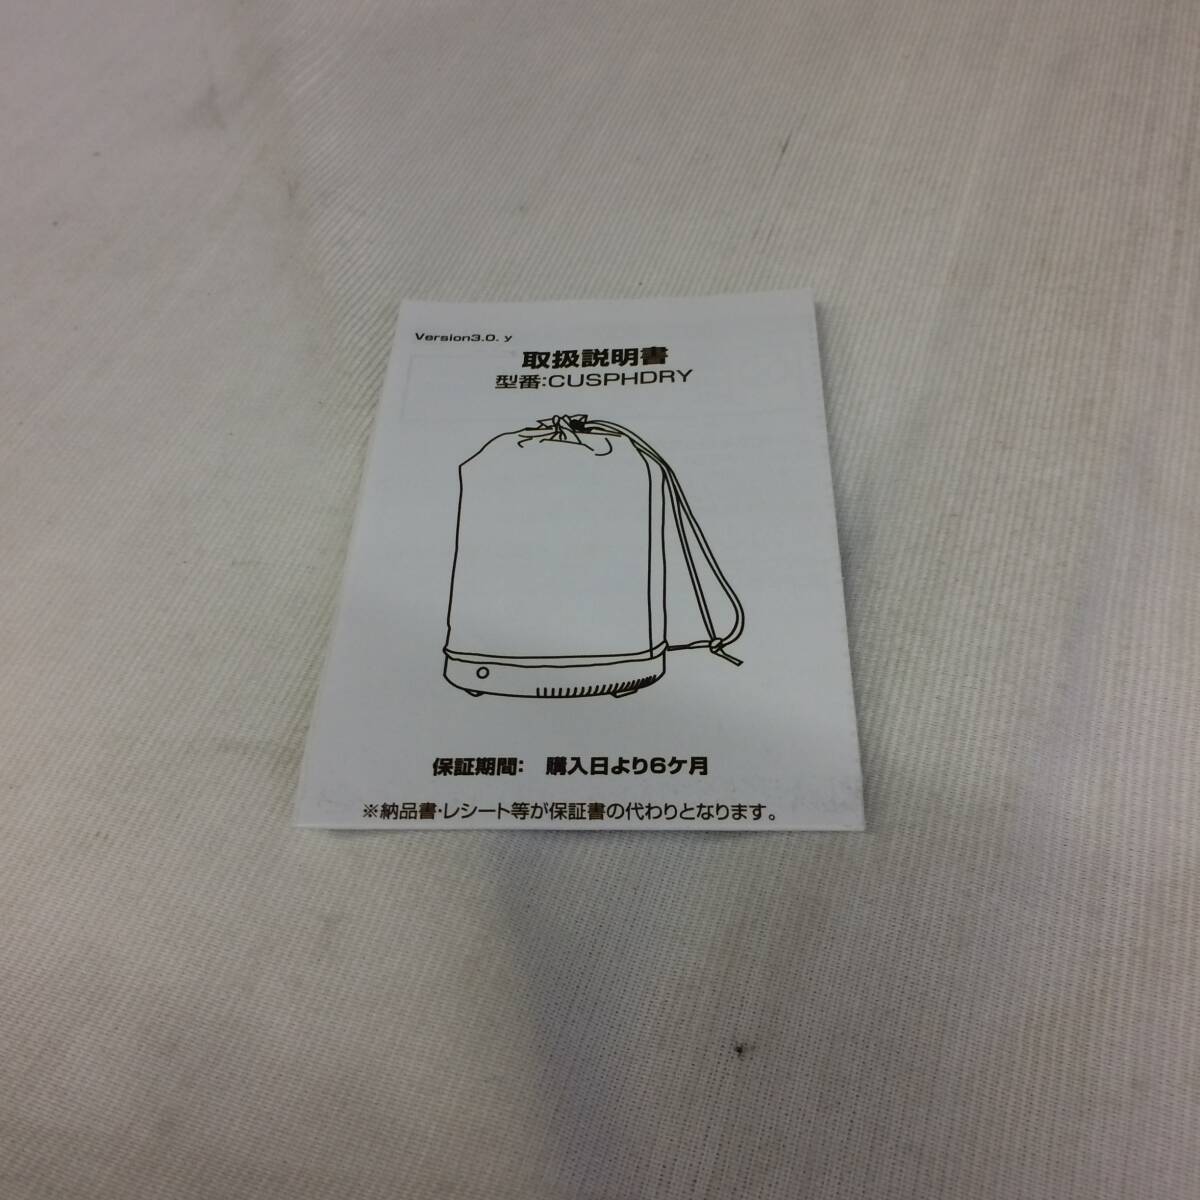 Version3.0. y
取扱説明書
型番:CUSPHDRY
保証期間: 購入日より6ケ月
※納品書・レシート等が保証書の代わりとなります。